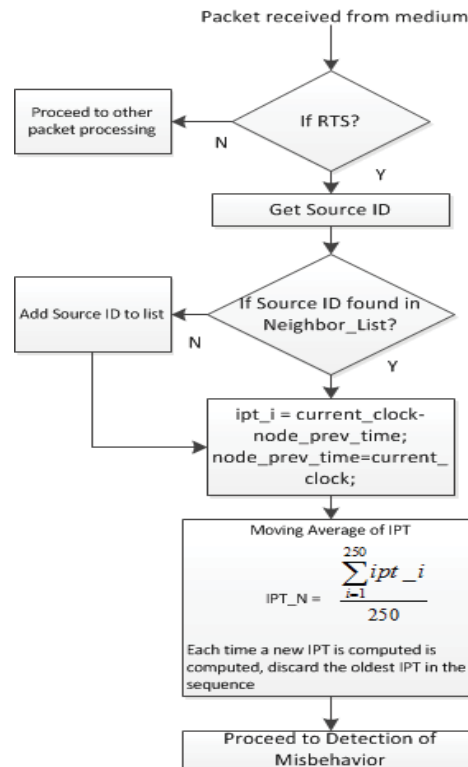 Packet received from medium
If RTS?
Proceed to other
packet processing
N
Y
Get Source ID
If Source ID found in
Neighbor_List?
Add Source ID to list
N
Y
ipt_i = current_clock-
node_prev_time;
node_prev_time=current_
clock;
Moving Average of IPT
250
∑ ipt _i
i=1
IPT_N =
250
Each time a new IPT is computed is
computed, discard the oldest IPT in the
sequence
Proceed to Detection of
Misbehavior